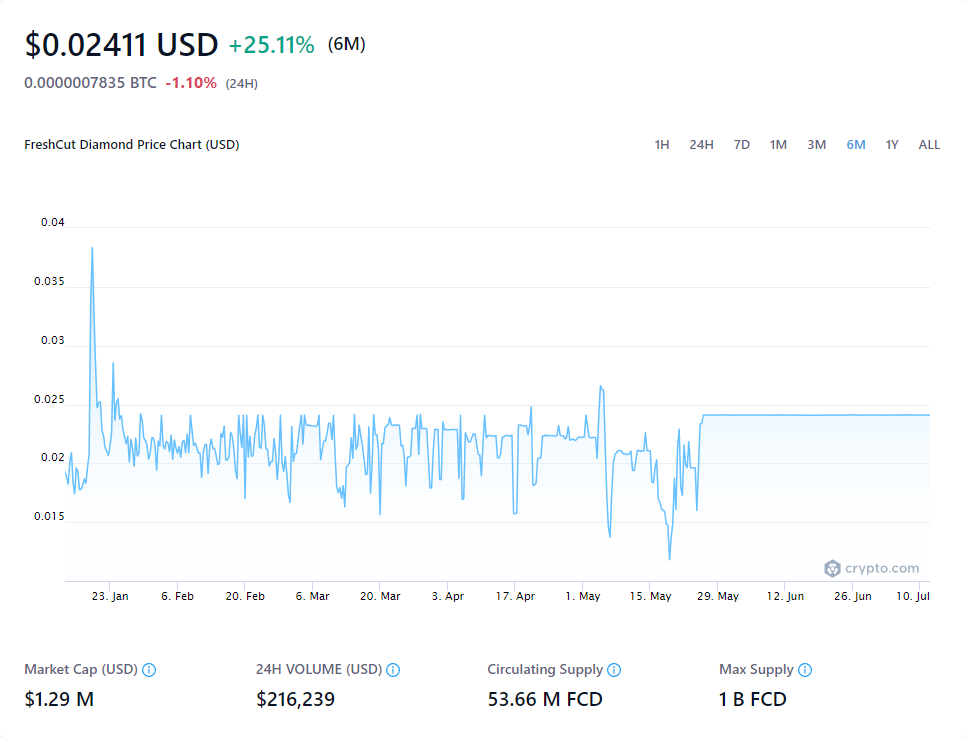 $0.02411 USD +25.11% (6M)
0.0000007835 BTC -1.10% (24H)
FreshCut Diamond Price Chart (USD) 1H 24H 7D 1M 3M 6M 1Y ALL
0.04
0.035
0.03
0.025
0.02
0.015
crypto.com
23. Jan 6. Feb 20. Feb 6. Mar 20. Mar 3. Apr 17. Apr 1. May 15. May 29. May 12. Jun 26. Jun 10. Jul
Market Cap (USD) 24H VOLUME (USD) Circulating Supply Max Supply
$1.29 M $216,239 53.66 M FCD 1 B FCD